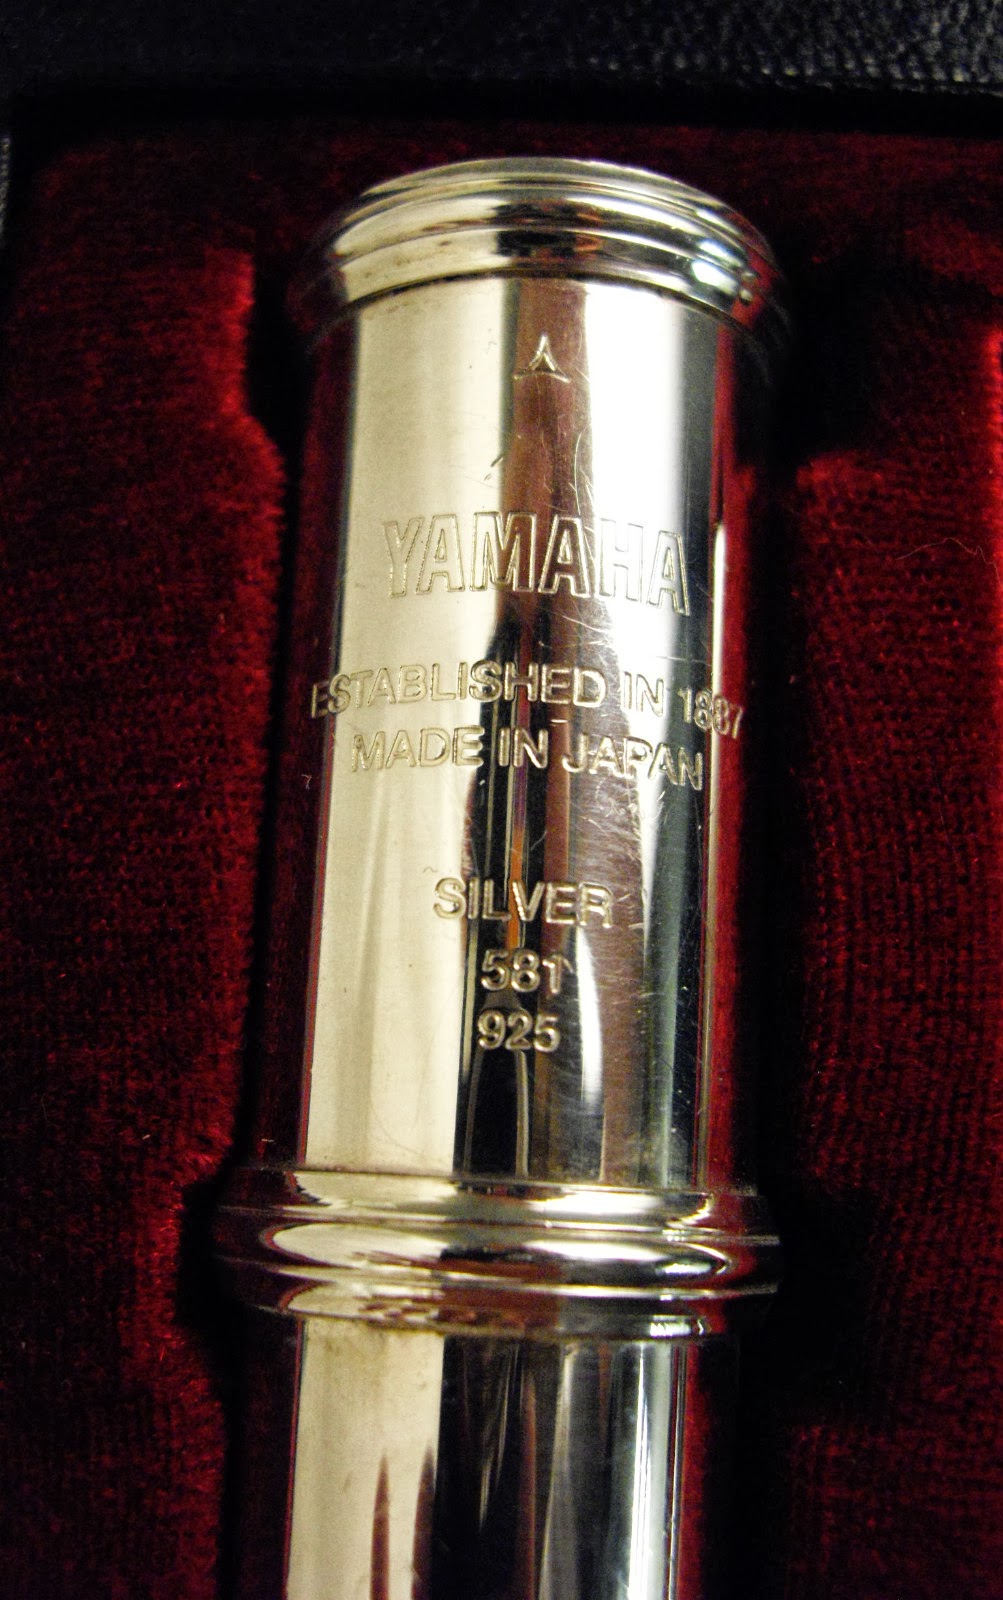 YAMAHA
ESTABLISHED IN 1887
MADE IN JAPAN
SILVER
581
925